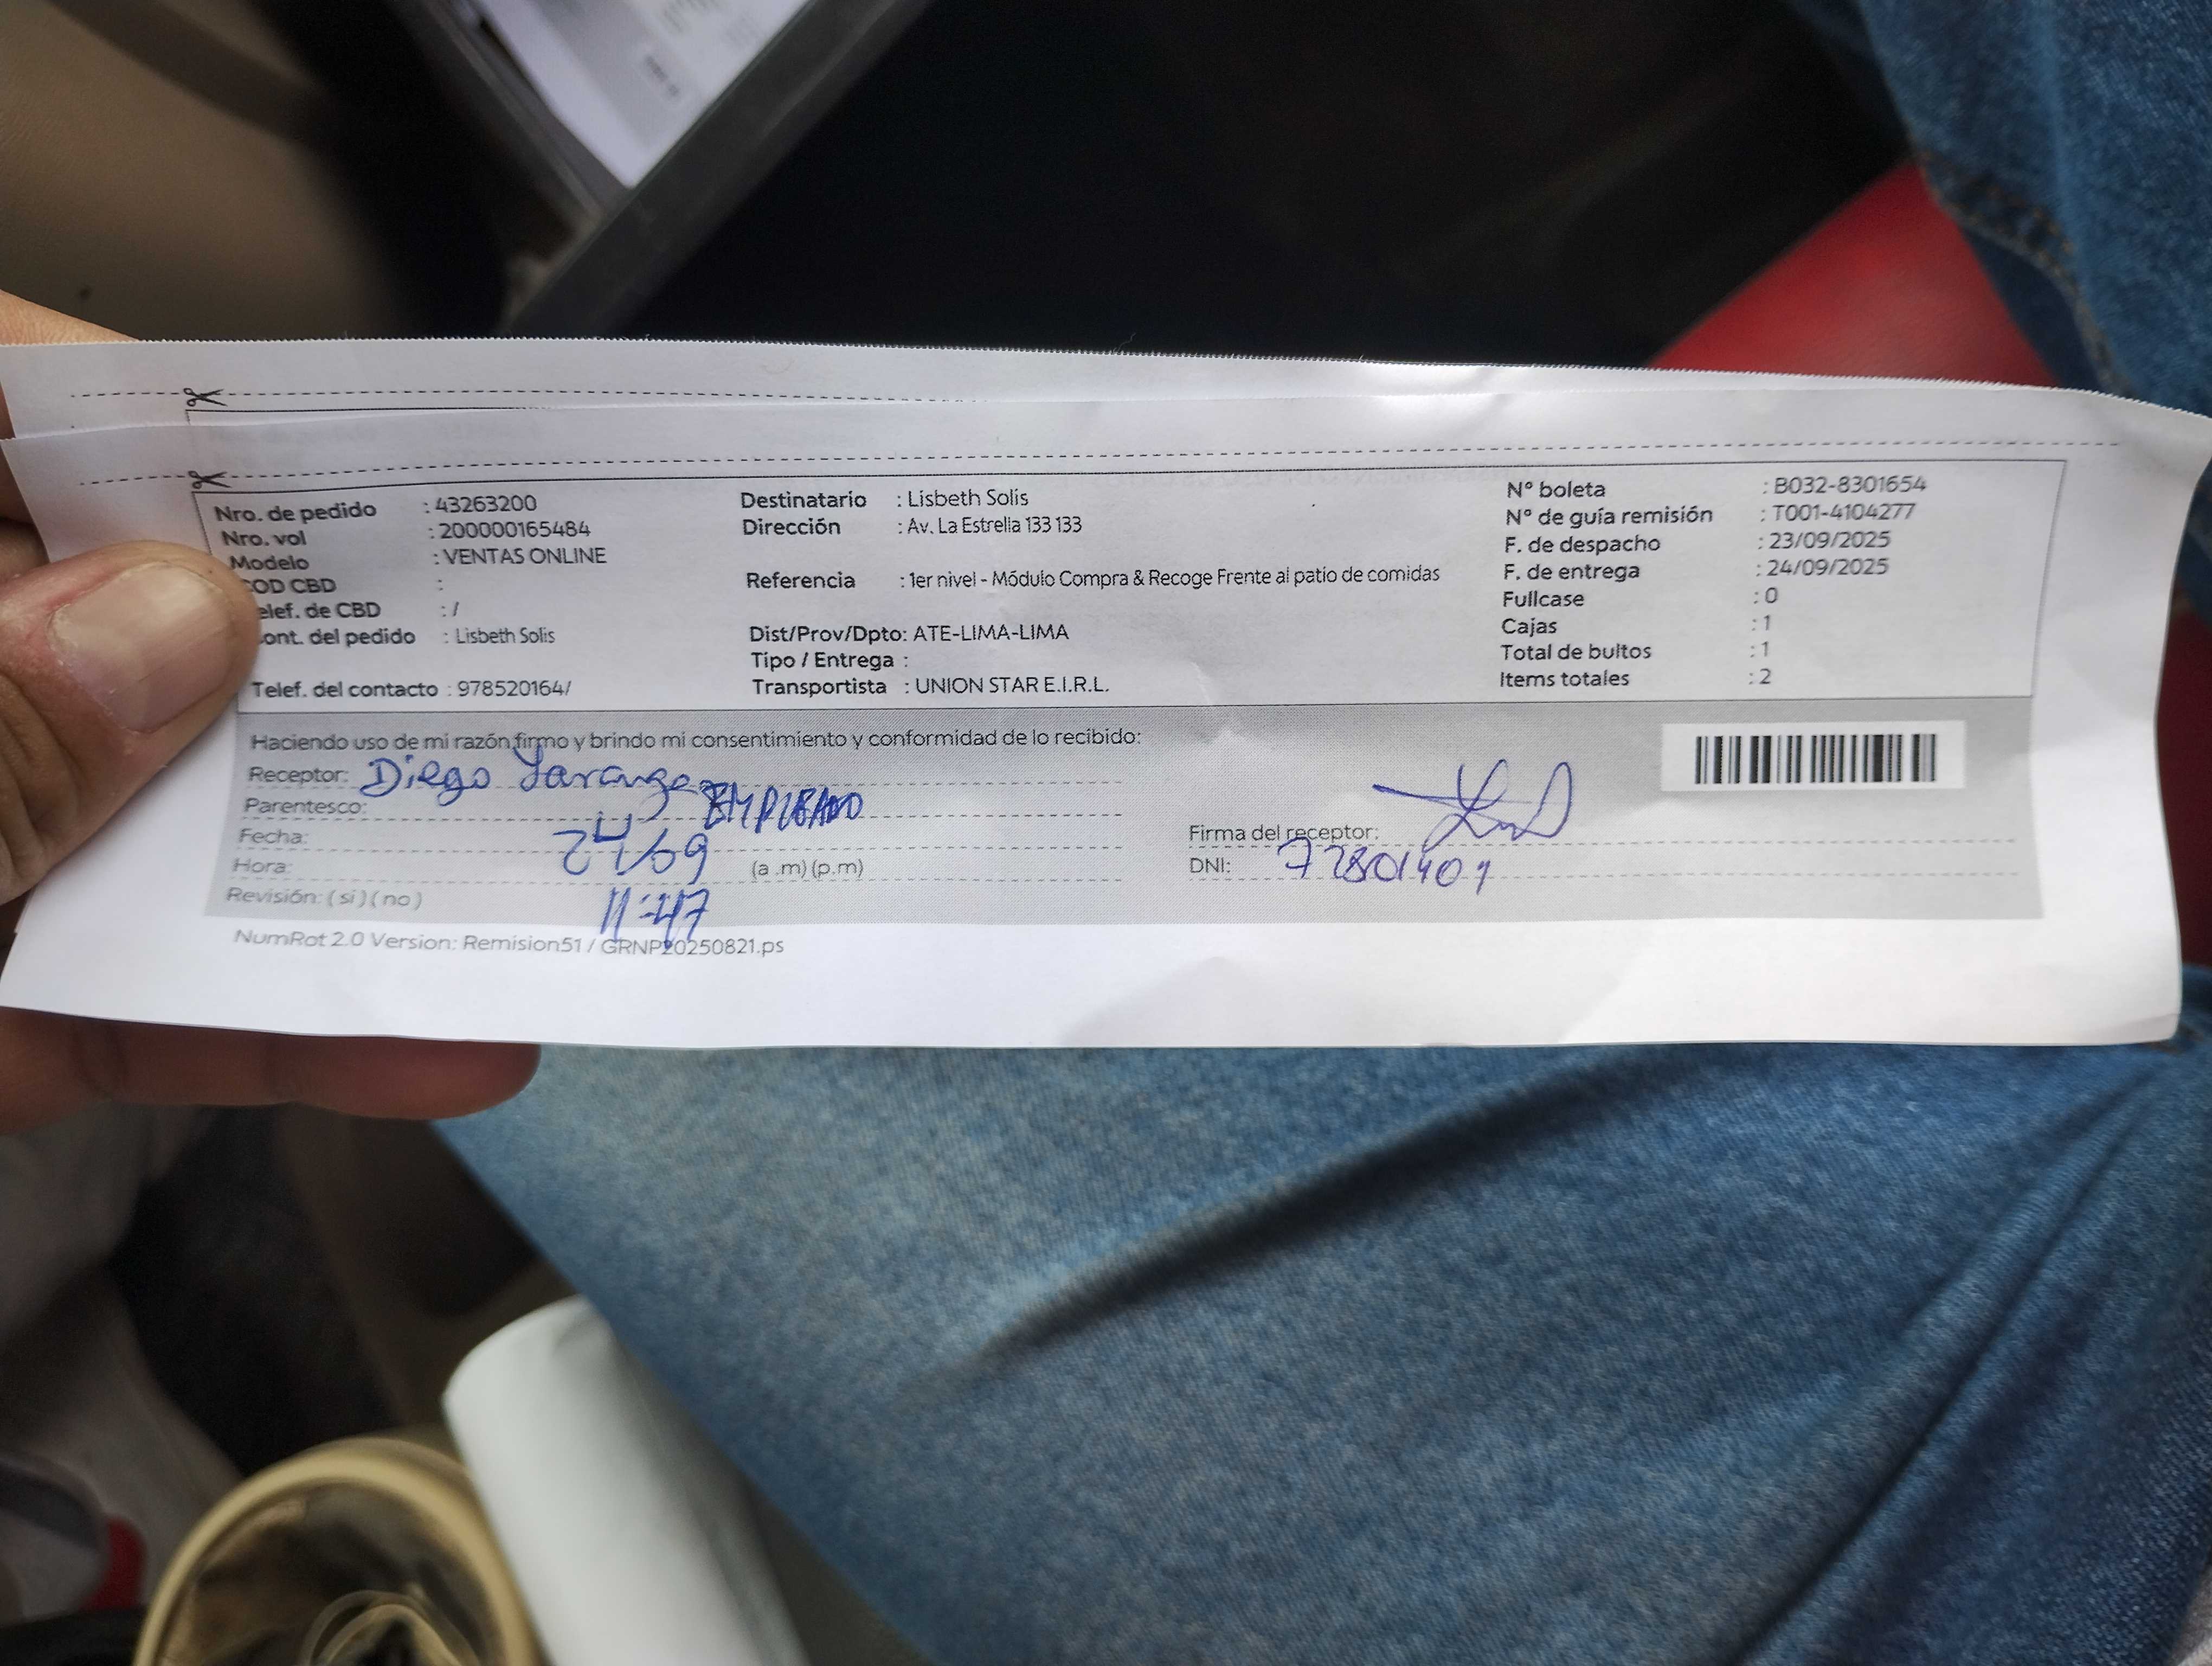 Nro. de pedido : 43263200
Nro. vol : 200000165484
Modelo : VENTAS ONLINE
COD CBD :
elef. de CBD : /
ont. del pedido : Lisbeth Solis
Telef. del contacto : 978520164/
Destinatario : Lisbeth Solis
Dirección : Av. La Estrella 133 133
Referencia : 1er nivel - Módulo Compra & Recoge Frente al patio de comidas
Dist/Prov/Dpto: ATE-LIMA-LIMA
Tipo / Entrega :
Transportista : UNION STAR E.I.R.L.
N° boleta : B032-8301654
N° de guía remisión : T001-4104277
F. de despacho : 23/09/2025
F. de entrega : 24/09/2025
Fullcase : 0
Cajas : 1
Total de bultos : 1
Items totales : 2
Haciendo uso de mi razón firmo y brindo mi consentimiento y conformidad de lo recibido:
Receptor: Diego
Parentesco: EMPLEADO
Fecha: 24/09
Hora: (a .m) (p.m)
Revisión: ( si ) ( no ) 11:47
Firma del receptor:
DNI:
NumRot 2.0 Version: Remision51 / GRNP20250821.ps